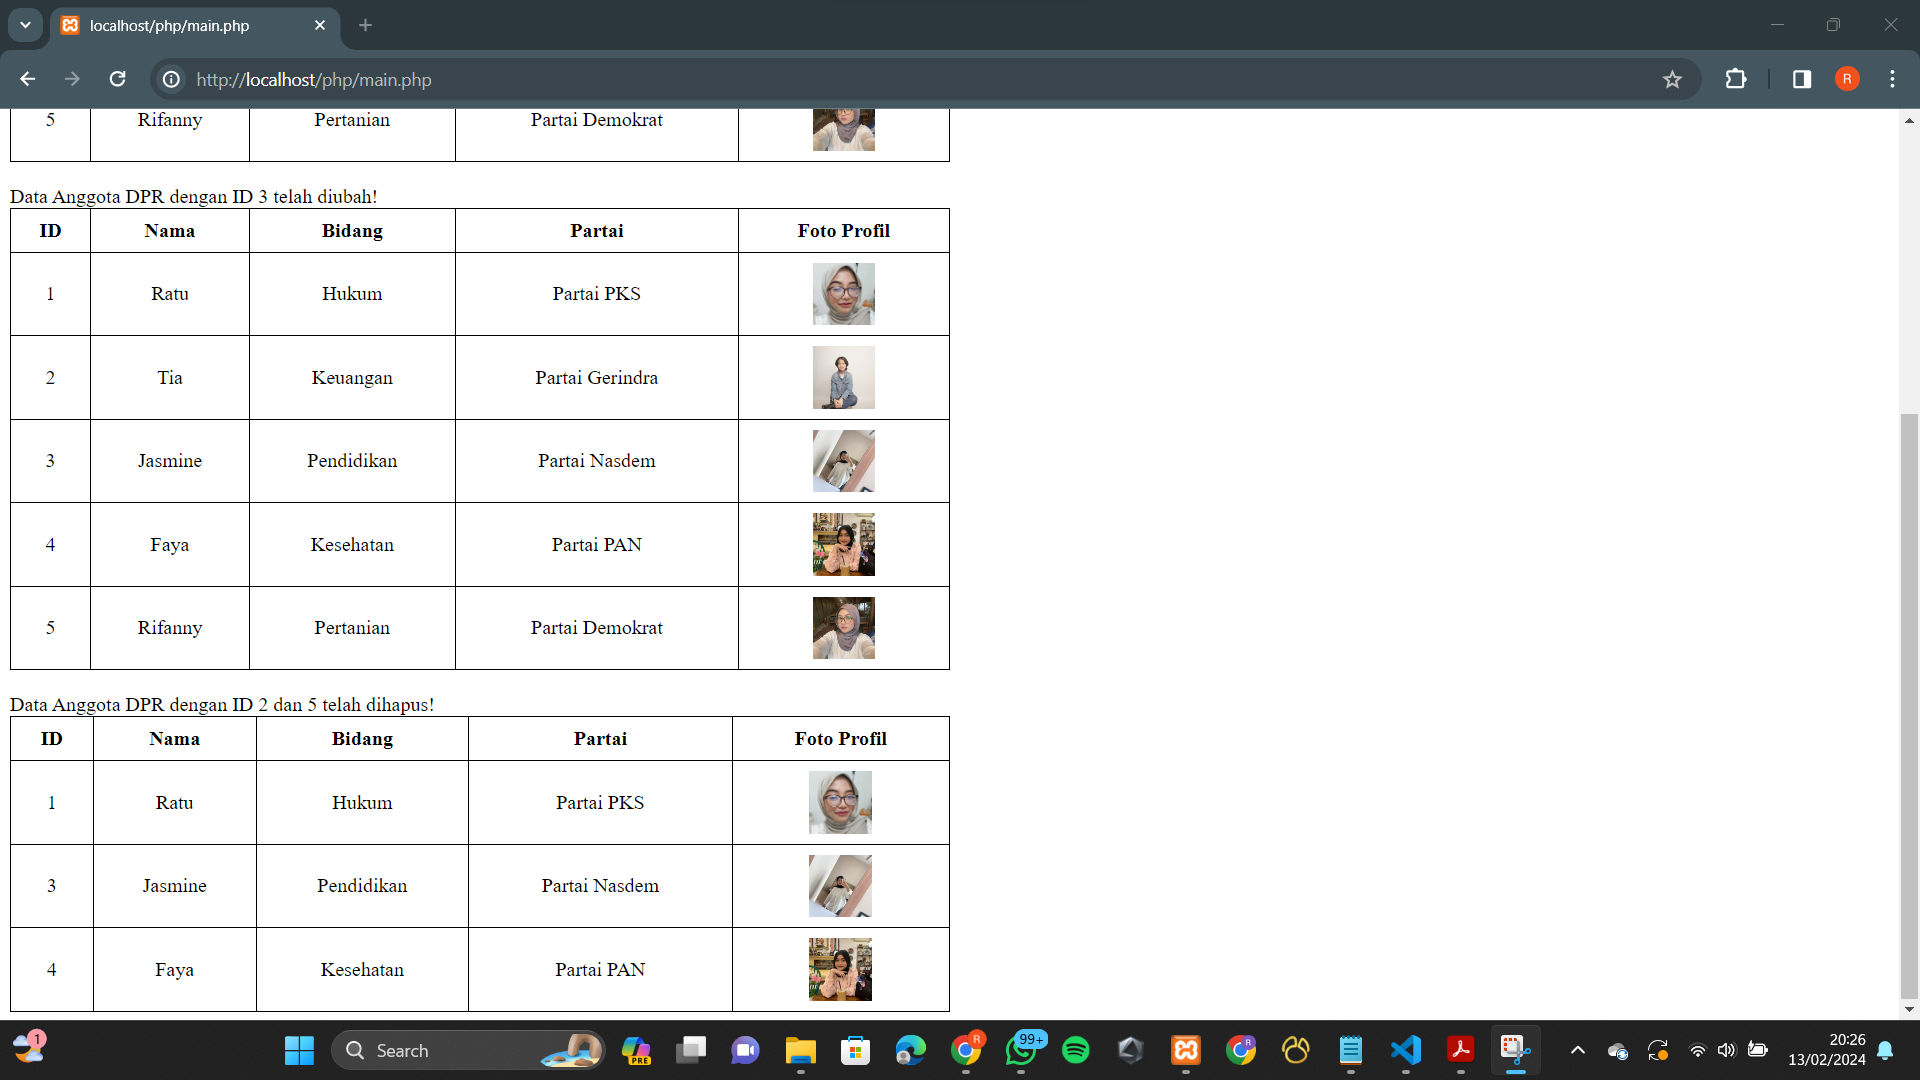 localhost/php/main.php
http://localhost/php/main.php
R
5 Rifanny Pertanian Partai Demokrat
Data Anggota DPR dengan ID 3 telah diubah!
ID Nama Bidang Partai Foto Profil
1 Ratu Hukum Partai PKS
2 Tia Keuangan Partai Gerindra
3 Jasmine Pendidikan Partai Nasdem
4 Faya Kesehatan Partai PAN
5 Rifanny Pertanian Partai Demokrat
Data Anggota DPR dengan ID 2 dan 5 telah dihapus!
ID Nama Bidang Partai Foto Profil
1 Ratu Hukum Partai PKS
3 Jasmine Pendidikan Partai Nasdem
4 Faya Kesehatan Partai PAN
1
Search
PRE
R
99+
R
20:26
13/02/2024